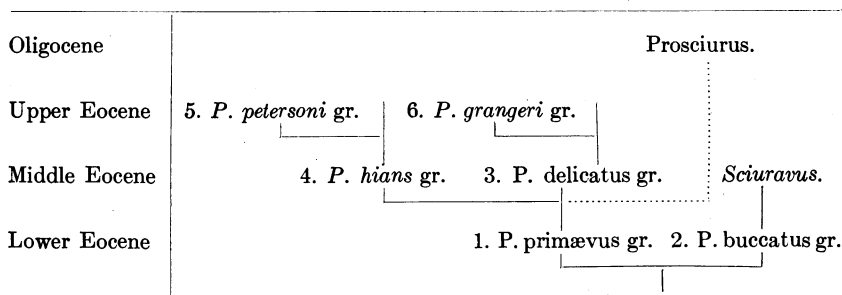 Oligocene Prosciurus.
Upper Eocene 5. P. petersoni gr. 6. P. grangeri gr.
Middle Eocene 4. P. hians gr. 3. P. delicatus gr. Sciuravus.
Lower Eocene 1. P. primævus gr. 2. P. buccatus gr.